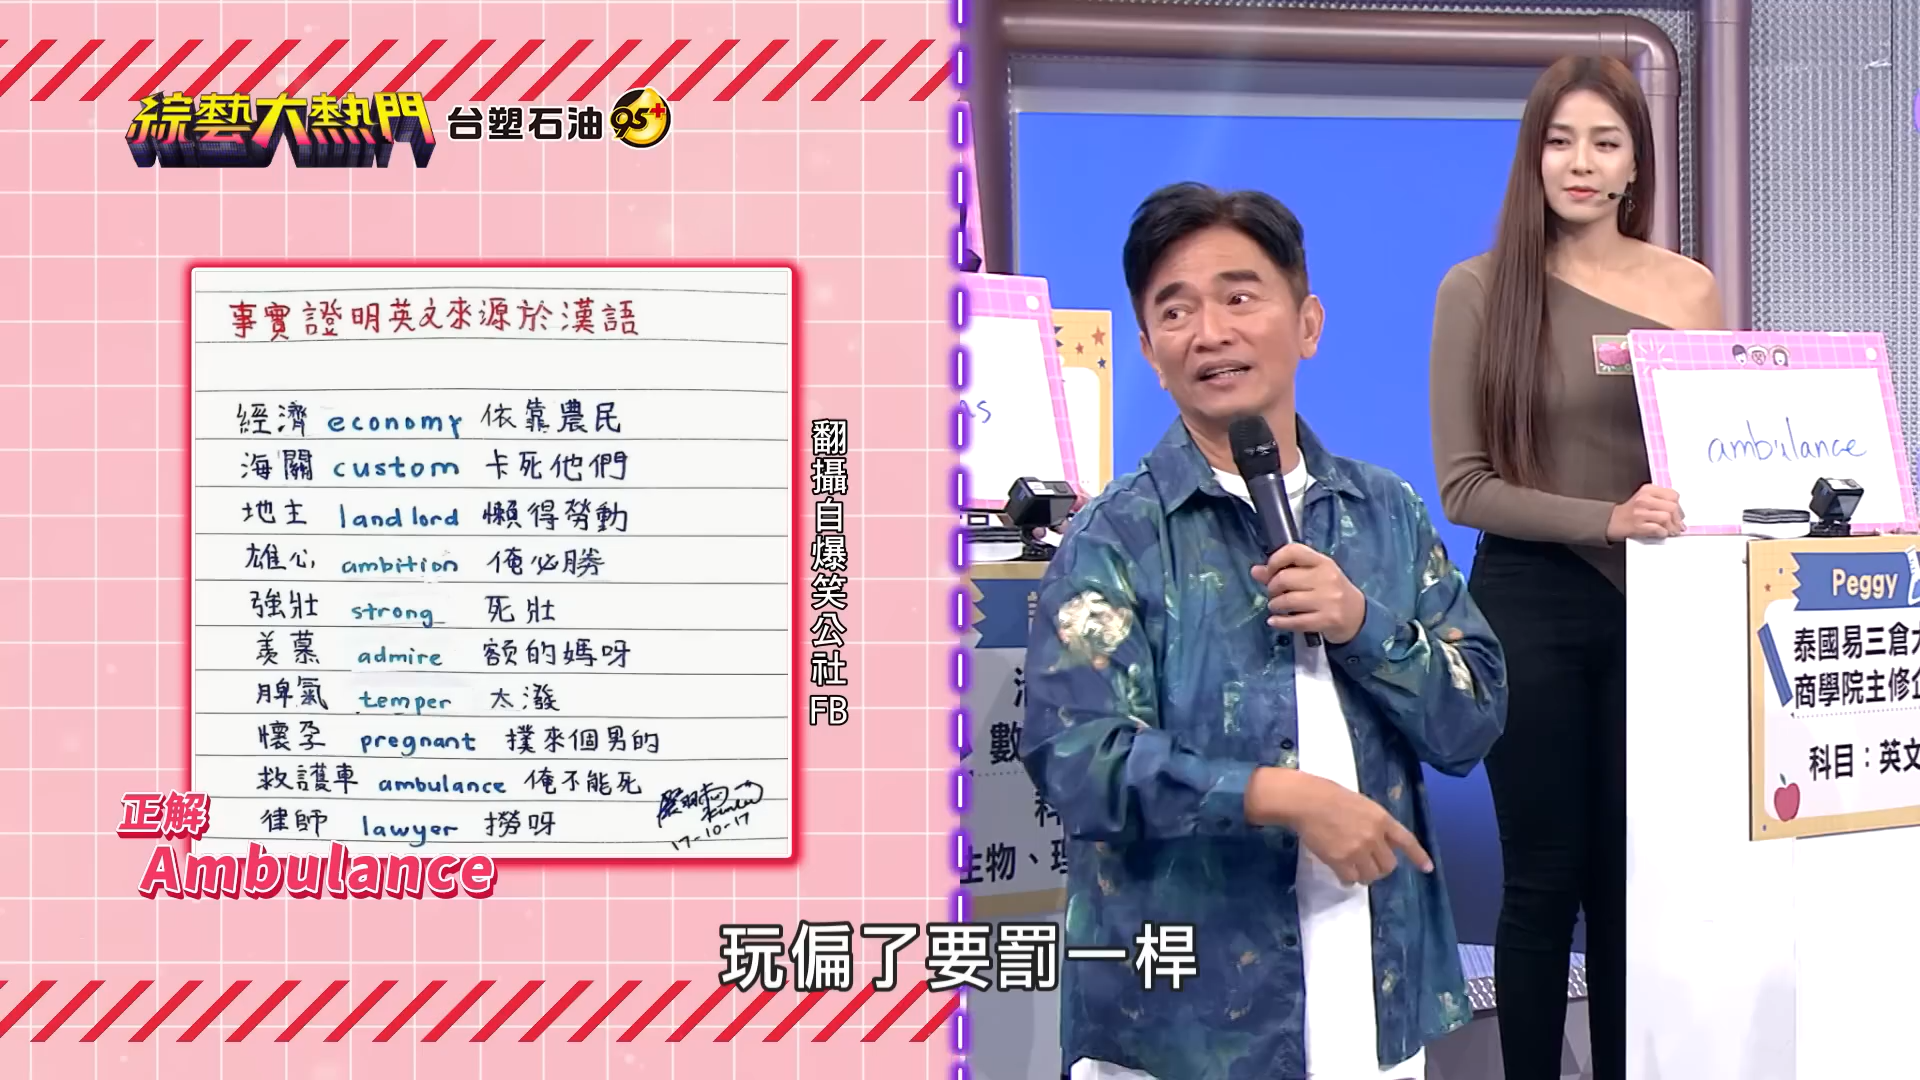 綜藝大熱門 台塑石油 95+
事實證明英文來源於漢語
經濟 economy 依靠農民
海關 custom 卡死他們
地主 landlord 懶得勞動
雄心 ambition 俺必勝
強壯 strong 死壯
羨慕 admire 額的媽呀
脾氣 temper 太潑
懷孕 pregnant 撲來個男的
救護車 ambulance 俺不能死
律師 lawyer 撈呀
17-10-17
翻攝自爆笑公社FB
正解
Ambulance
ambulance
Peggy
泰國易三倉
商學院主修
科目：英文
數
生物、理
玩偏了要罰一桿